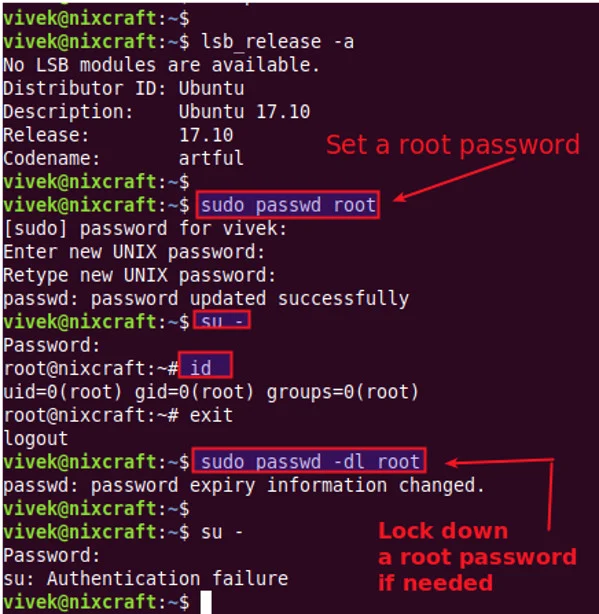 vivek@nixcraft:~$
vivek@nixcraft:~$ lsb_release -a
No LSB modules are available.
Distributor ID: Ubuntu
Description:    Ubuntu 17.10
Release:        17.10
Codename:       artful
Set a root password
vivek@nixcraft:~$
vivek@nixcraft:~$ sudo passwd root
[sudo] password for vivek:
Enter new UNIX password:
Retype new UNIX password:
passwd: password updated successfully
vivek@nixcraft:~$ su -
Password:
root@nixcraft:~# id
uid=0(root) gid=0(root) groups=0(root)
root@nixcraft:~# exit
logout
vivek@nixcraft:~$ sudo passwd -dl root
passwd: password expiry information changed.
vivek@nixcraft:~$
vivek@nixcraft:~$ su -
Password:
su: Authentication failure
vivek@nixcraft:~$
Lock down
a root password
if needed